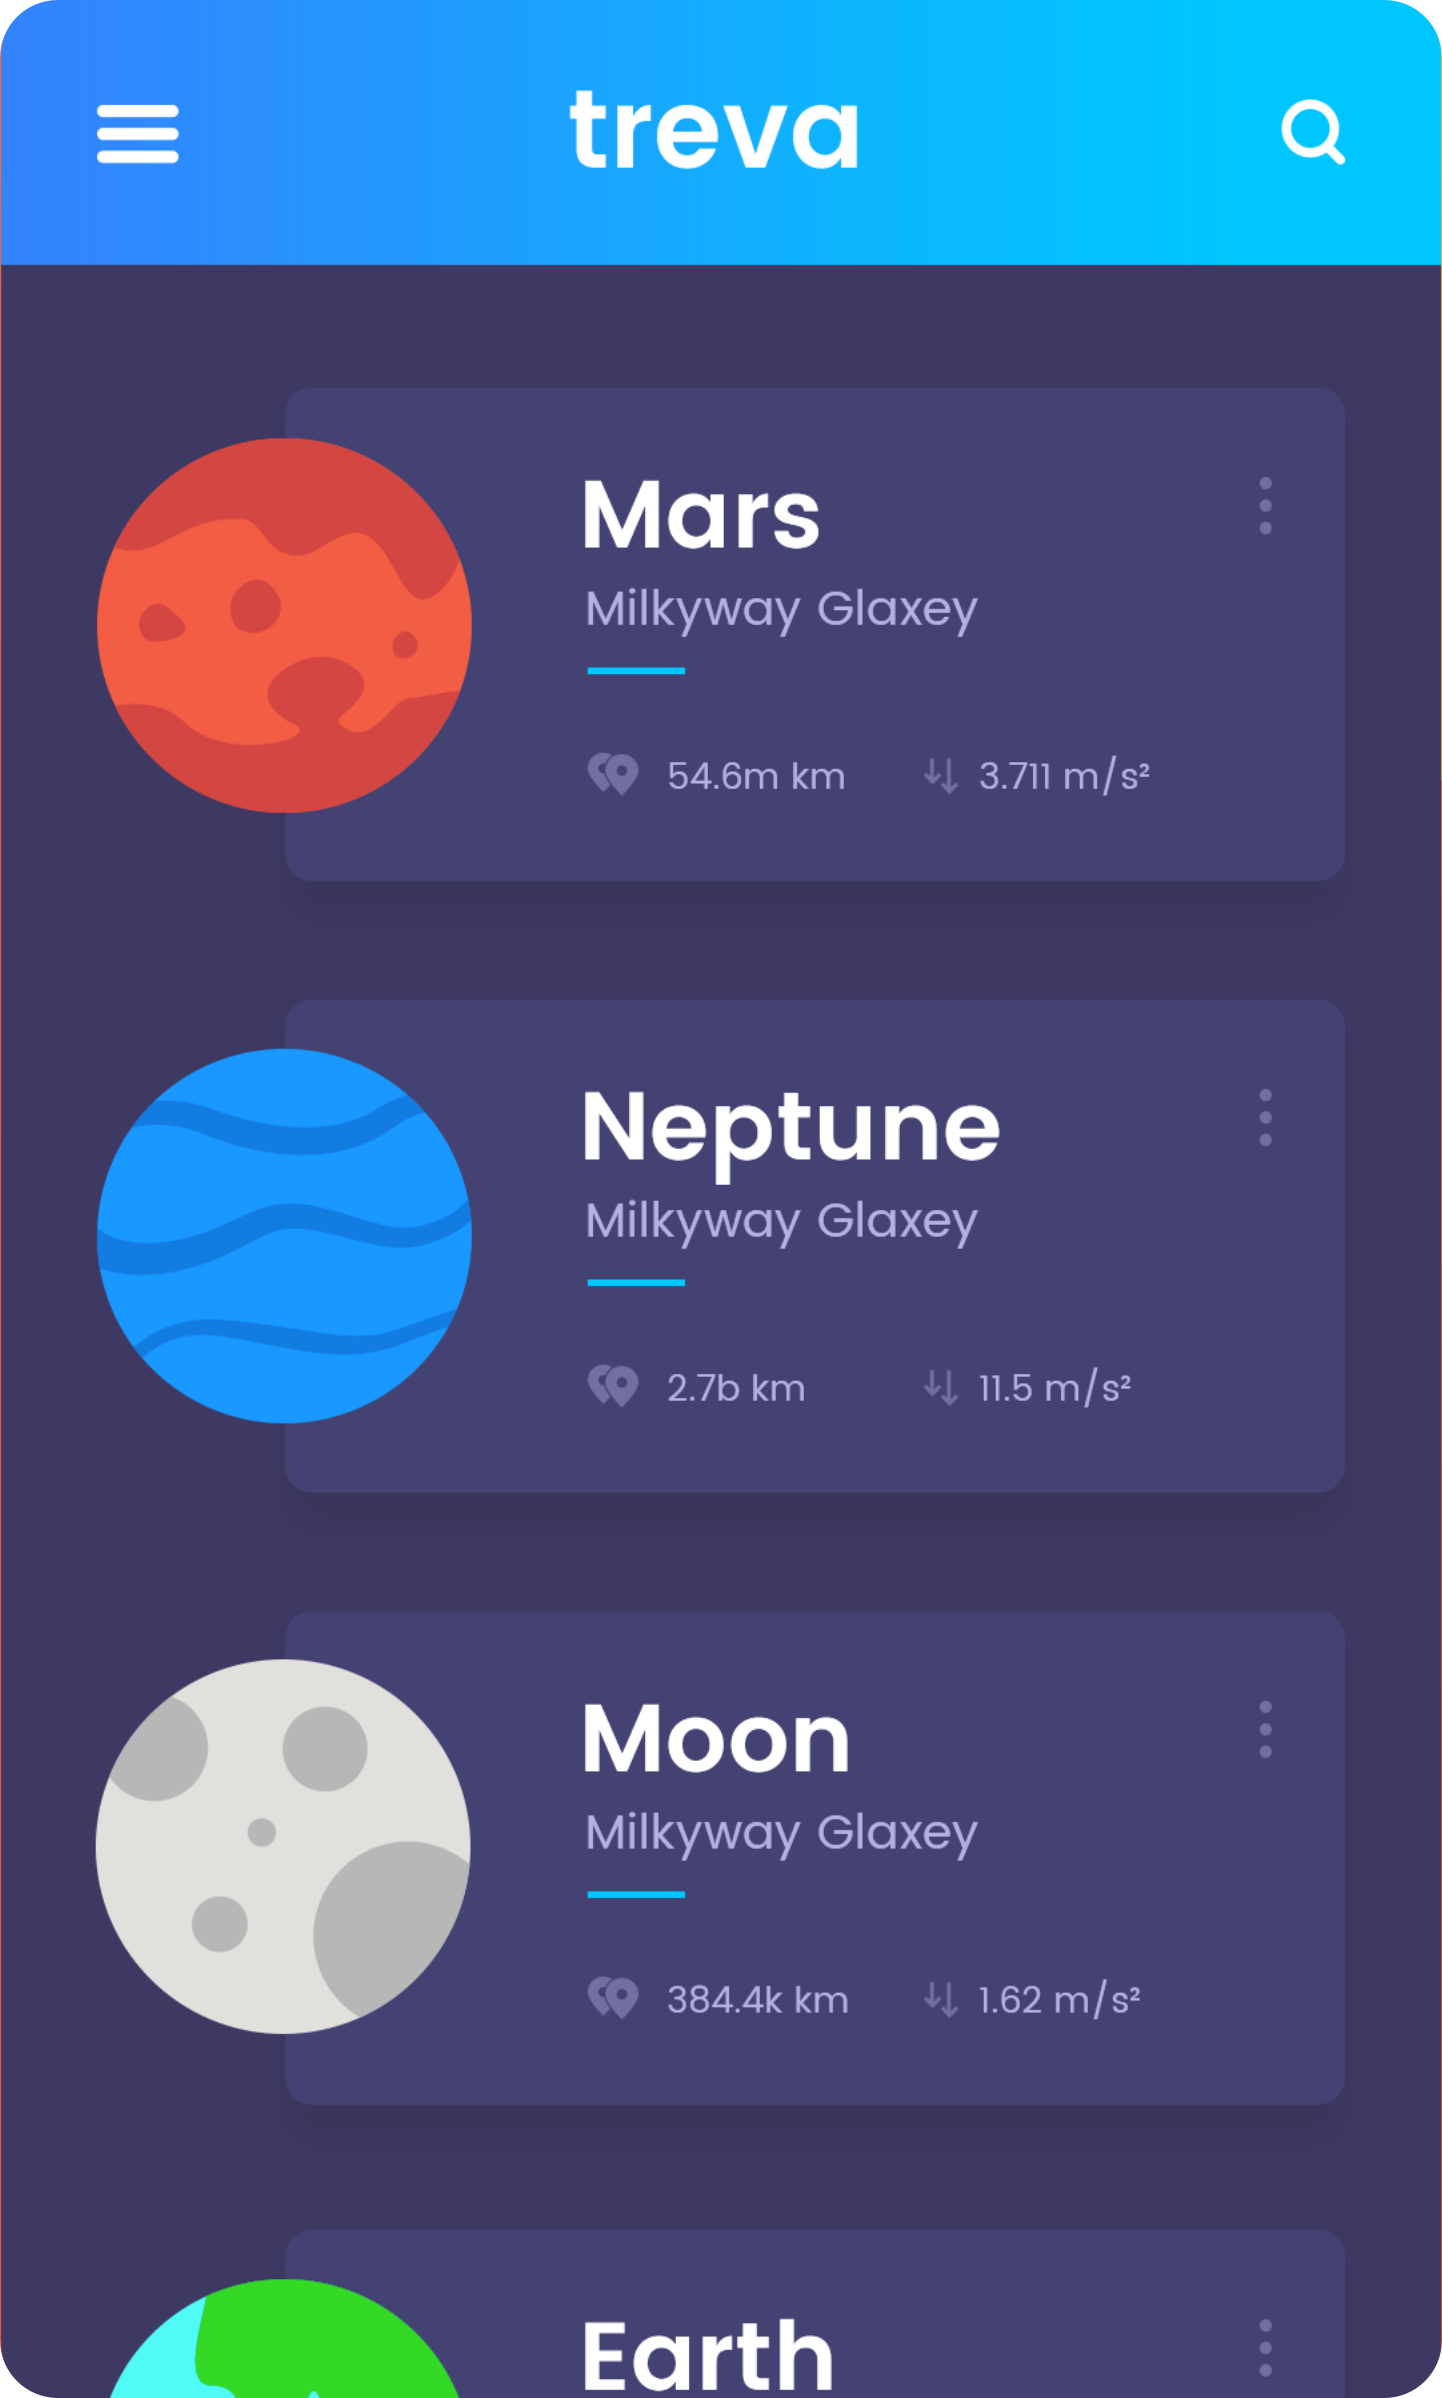 treva
Mars
Milkyway Glaxey
54.6m km 3.711 m/s²
Neptune
Milkyway Glaxey
2.7b km 11.5 m/s²
Moon
Milkyway Glaxey
384.4k km 1.62 m/s²
Earth